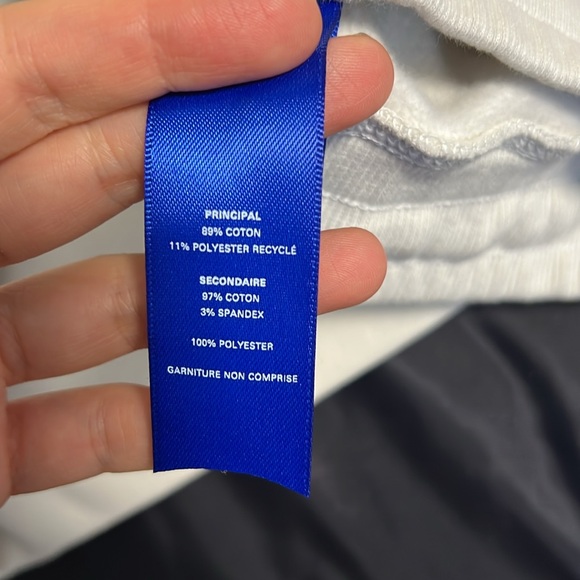 PRINCIPAL
89% COTON
11% POLYESTER RECYCLÉ
SECONDAIRE
97% COTON
3% SPANDEX
100% POLYESTER
GARNITURE NON COMPRISE